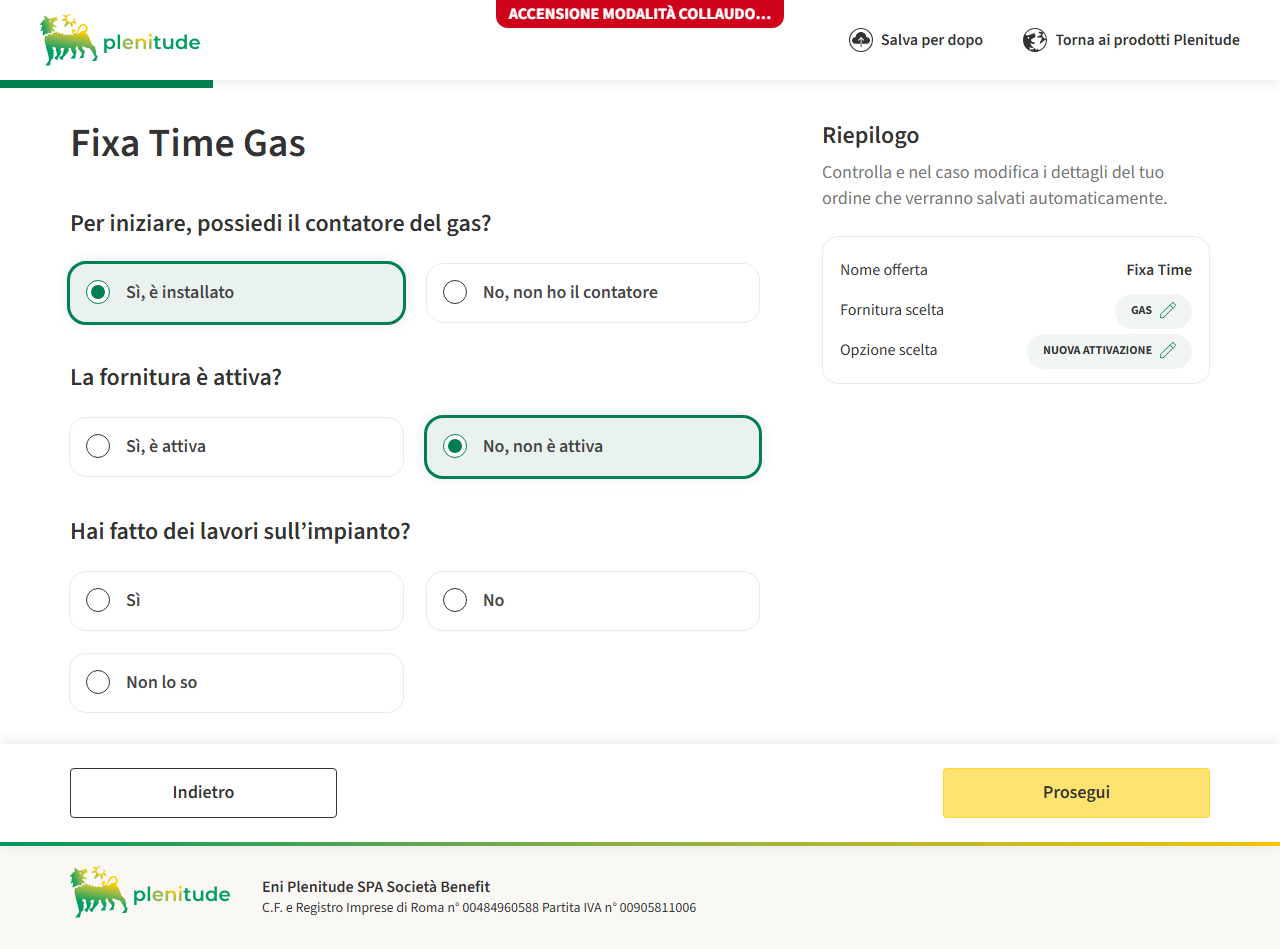 plenitude
ACCENSIONE MODALITÀ COLLAUDO...
Salva per dopo
Torna ai prodotti Plenitude
Fixa Time Gas
Per iniziare, possiedi il contatore del gas?
Sì, è installato
No, non ho il contatore
La fornitura è attiva?
Sì, è attiva
No, non è attiva
Hai fatto dei lavori sull’impianto?
Sì
No
Non lo so
Riepilogo
Controlla e nel caso modifica i dettagli del tuo
ordine che verranno salvati automaticamente.
Nome offerta
Fixa Time
Fornitura scelta
GAS
Opzione scelta
NUOVA ATTIVAZIONE
Indietro
Prosegui
plenitude
Eni Plenitude SPA Società Benefit
C.F. e Registro Imprese di Roma n° 00484960588 Partita IVA n° 00905811006